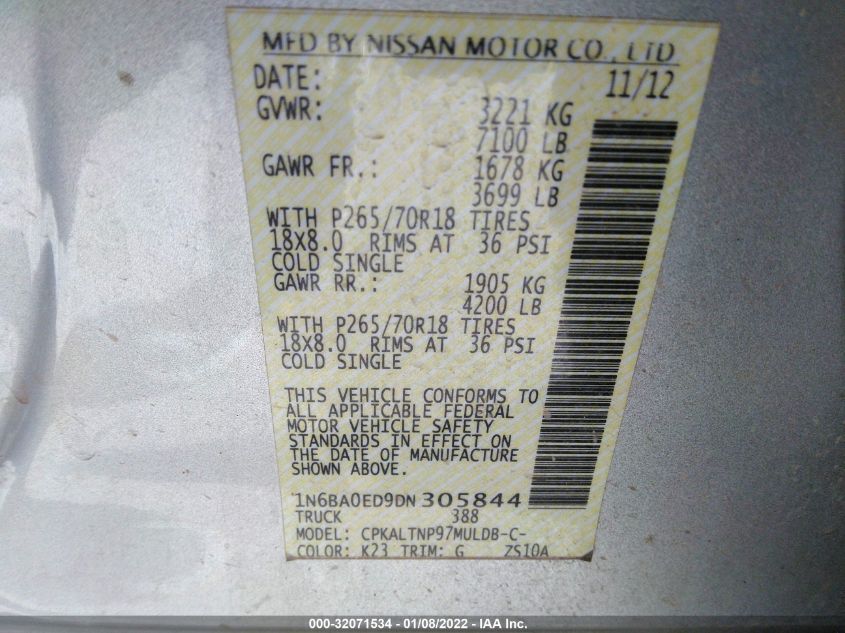 MFD BY NISSAN MOTOR CO., LTD.
DATE: 11/12
GVWR: 3221 KG
7100 LB
GAWR FR.: 1678 KG
3699 LB
WITH P265/70R18 TIRES
18X8.0 RIMS AT 36 PSI
COLD SINGLE
GAWR RR.: 1905 KG
4200 LB
WITH P265/70R18 TIRES
18X8.0 RIMS AT 36 PSI
COLD SINGLE
THIS VEHICLE CONFORMS TO
ALL APPLICABLE FEDERAL
MOTOR VEHICLE SAFETY
STANDARDS IN EFFECT ON
THE DATE OF MANUFACTURE
SHOWN ABOVE.
1N6BA0ED9DN 305844
TRUCK 388
MODEL: CPKALTNP97MULDB-C-
COLOR: K23 TRIM: G ZS10A
000-32071534 - 01/08/2022 - IAA Inc.